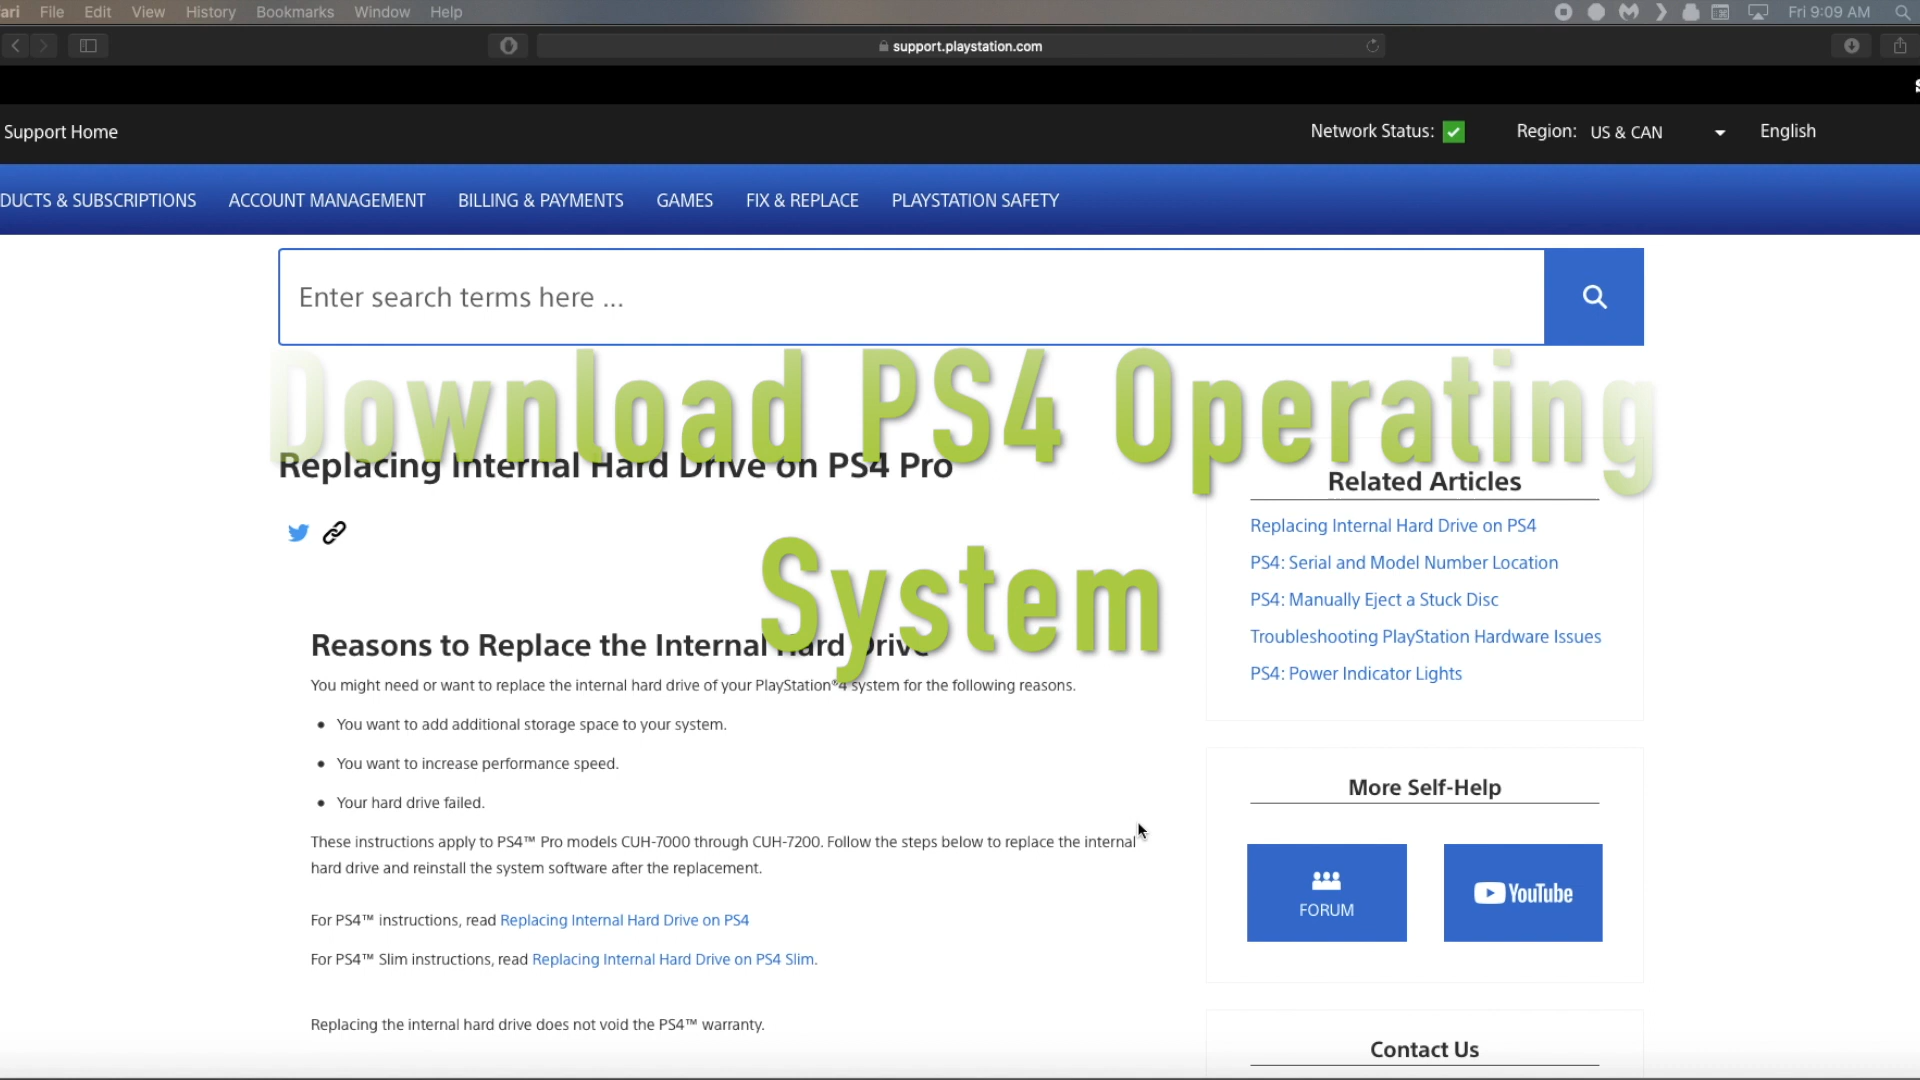 ari File Edit View History Bookmarks Window Help Fri 9:09 AM
support.playstation.com
Support Home Network Status: Region: US & CAN English
DUCTS & SUBSCRIPTIONS ACCOUNT MANAGEMENT BILLING & PAYMENTS GAMES FIX & REPLACE PLAYSTATION SAFETY
Enter search terms here ...
Download PS4 Operating
System
Replacing Internal Hard Drive on PS4 Pro
Reasons to Replace the Internal Hard Drive
You might need or want to replace the internal hard drive of your PlayStation®4 system for the following reasons.
• You want to add additional storage space to your system.
• You want to increase performance speed.
• Your hard drive failed.
These instructions apply to PS4™ Pro models CUH-7000 through CUH-7200. Follow the steps below to replace the internal
hard drive and reinstall the system software after the replacement.
For PS4™ instructions, read Replacing Internal Hard Drive on PS4
For PS4™ Slim instructions, read Replacing Internal Hard Drive on PS4 Slim.
Replacing the internal hard drive does not void the PS4™ warranty.
Related Articles
Replacing Internal Hard Drive on PS4
PS4: Serial and Model Number Location
PS4: Manually Eject a Stuck Disc
Troubleshooting PlayStation Hardware Issues
PS4: Power Indicator Lights
More Self-Help
FORUM
YouTube
Contact Us